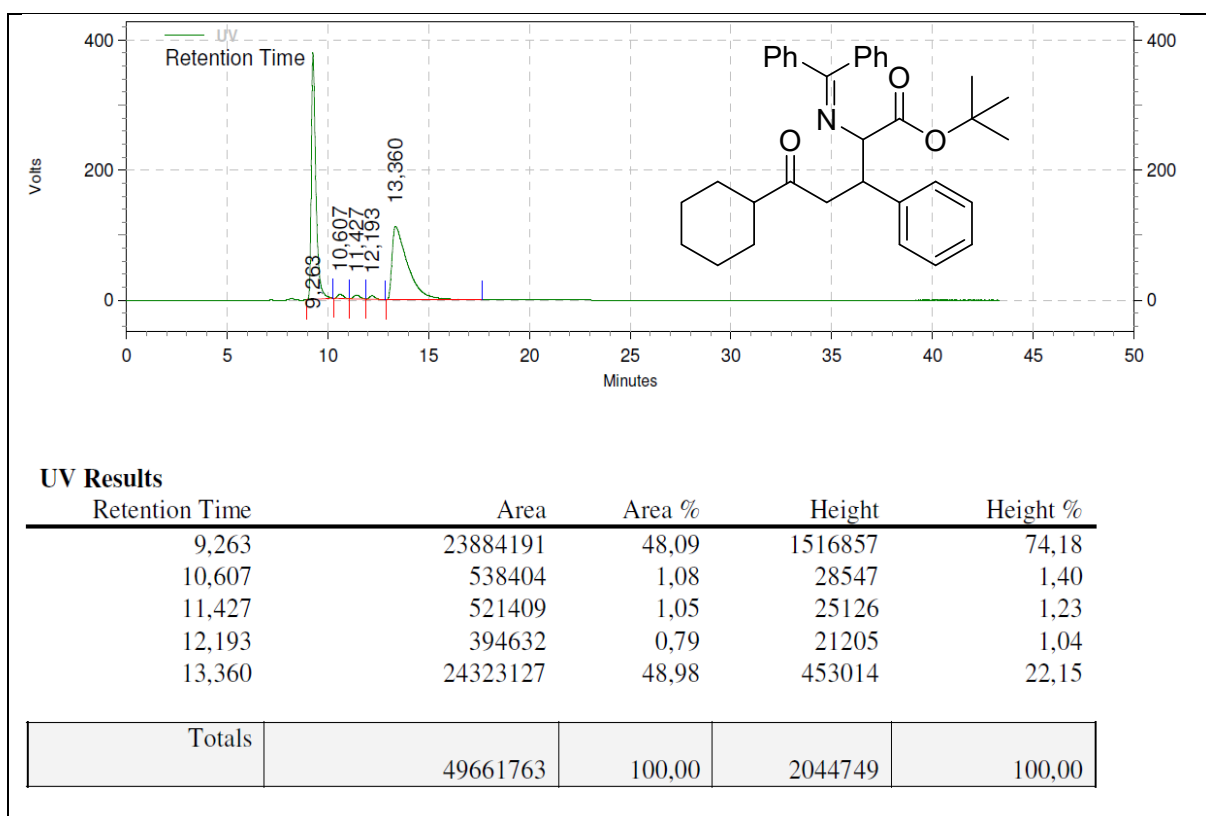 400
UV
Retention Time
Ph Ph
O
O
N
O
400
Volts
200
9,263
10,607
11,427
12,193
13,360
200
0
0
0 5 10 15 20 25 30 35 40 45 50
Minutes
UV Results
Retention Time Area Area % Height Height %
9,263 23884191 48,09 1516857 74,18
10,607 538404 1,08 28547 1,40
11,427 521409 1,05 25126 1,23
12,193 394632 0,79 21205 1,04
13,360 24323127 48,98 453014 22,15
Totals
49661763 100,00 2044749 100,00